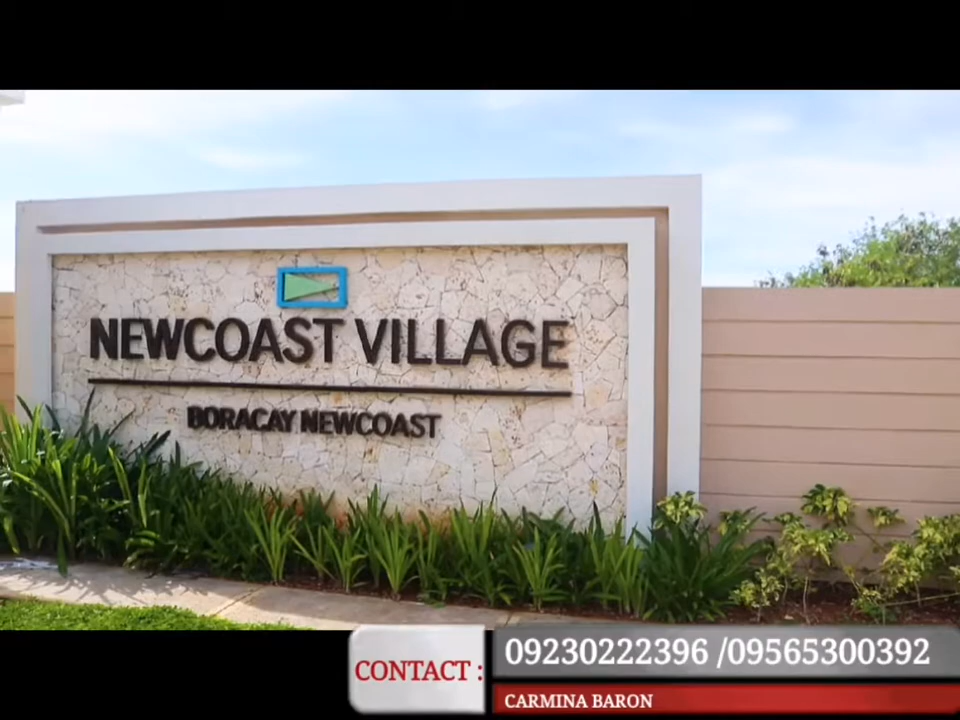 NEWCOAST VILLAGE
BORACAY NEWCOAST
CONTACT : 09230222396 /09565300392
CARMINA BARON